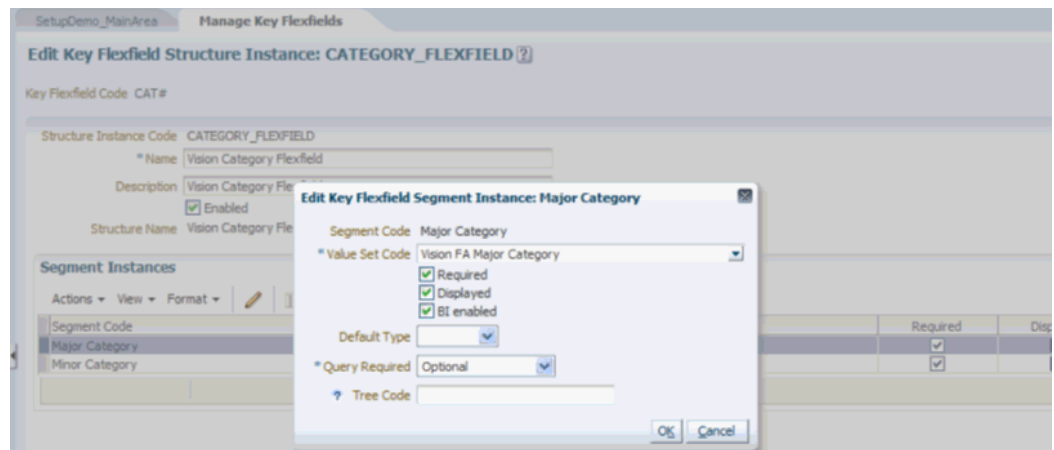 SetupDemo_MainArea Manage Key Flexfields
Edit Key Flexfield Structure Instance: CATEGORY_FLEXFIELD ?
Key Flexfield Code CAT#
Structure Instance Code CATEGORY_FLEXFIELD
* Name Vision Category Flexfield
Description Vision Category Fle
Enabled
Structure Name Vision Category Fle
Segment Instances
Actions View Format
Segment Code Required Disp
Major Category
Minor Category
Edit Key Flexfield Segment Instance: Major Category
Segment Code Major Category
* Value Set Code Vision FA Major Category
Required
Displayed
BI enabled
Default Type
* Query Required Optional
? Tree Code
OK Cancel